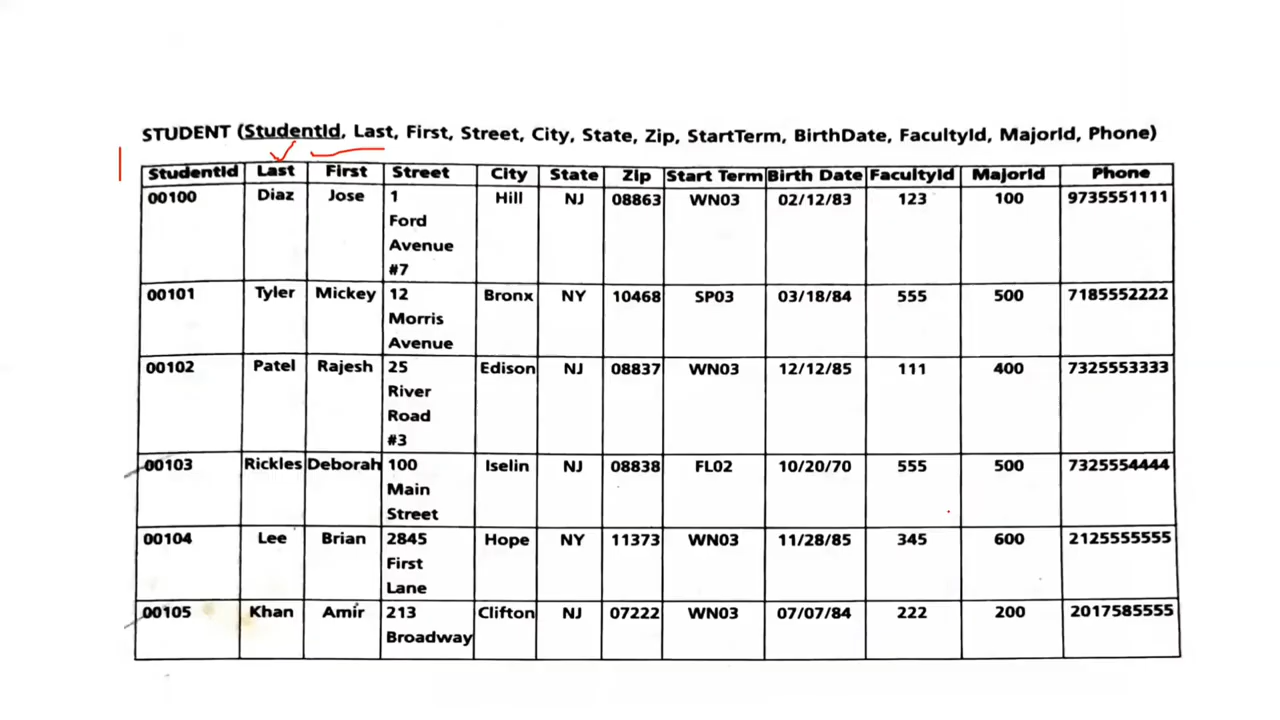 STUDENT (StudentId, Last, First, Street, City, State, Zip, StartTerm, BirthDate, FacultyId, MajorId, Phone)
StudentId Last First Street City State Zip Start Term Birth Date FacultyId MajorId Phone
00100 Diaz Jose 1 Hill NJ 08863 WN03 02/12/83 123 100 9735551111
Ford
Avenue
#7
00101 Tyler Mickey 12 Bronx NY 10468 SP03 03/18/84 555 500 7185552222
Morris
Avenue
00102 Patel Rajesh 25 Edison NJ 08837 WN03 12/12/85 111 400 7325553333
River
Road
#3
00103 Rickles Deborah 100 Iselin NJ 08838 FL02 10/20/70 555 500 7325554444
Main
Street
00104 Lee Brian 2845 Hope NY 11373 WN03 11/28/85 345 600 2125555555
First
Lane
00105 Khan Amir 213 Clifton NJ 07222 WN03 07/07/84 222 200 2017585555
Broadway